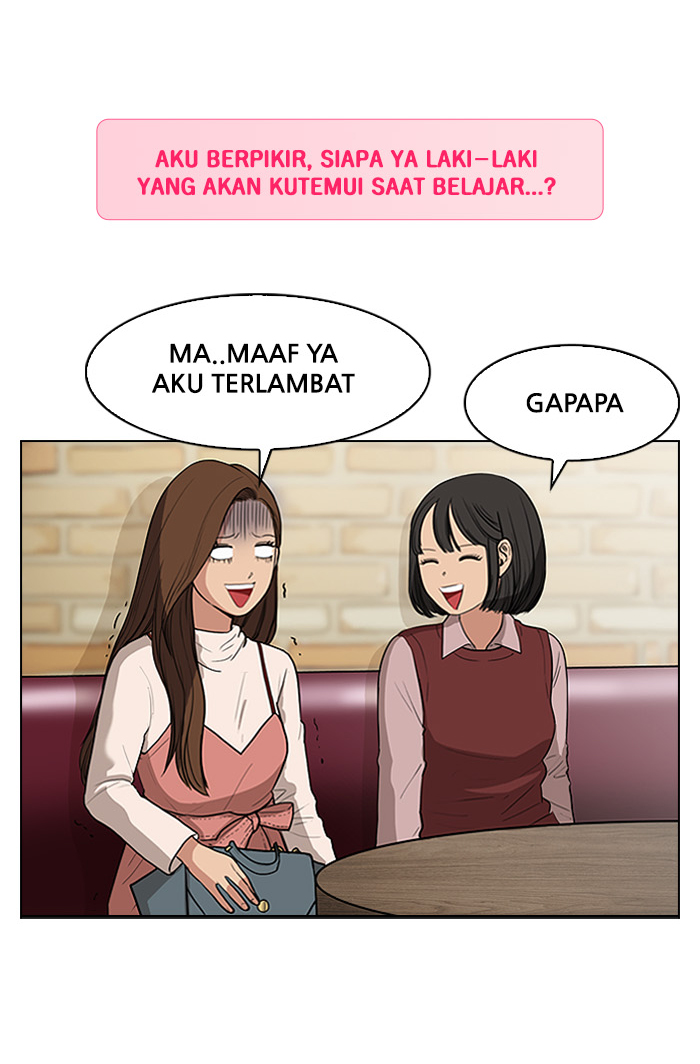 AKU BERPIKIR, SIAPA YA LAKI-LAKI
YANG AKAN KUTEMUI SAAT BELAJAR...?
MA..MAAF YA
AKU TERLAMBAT
GAPAPA